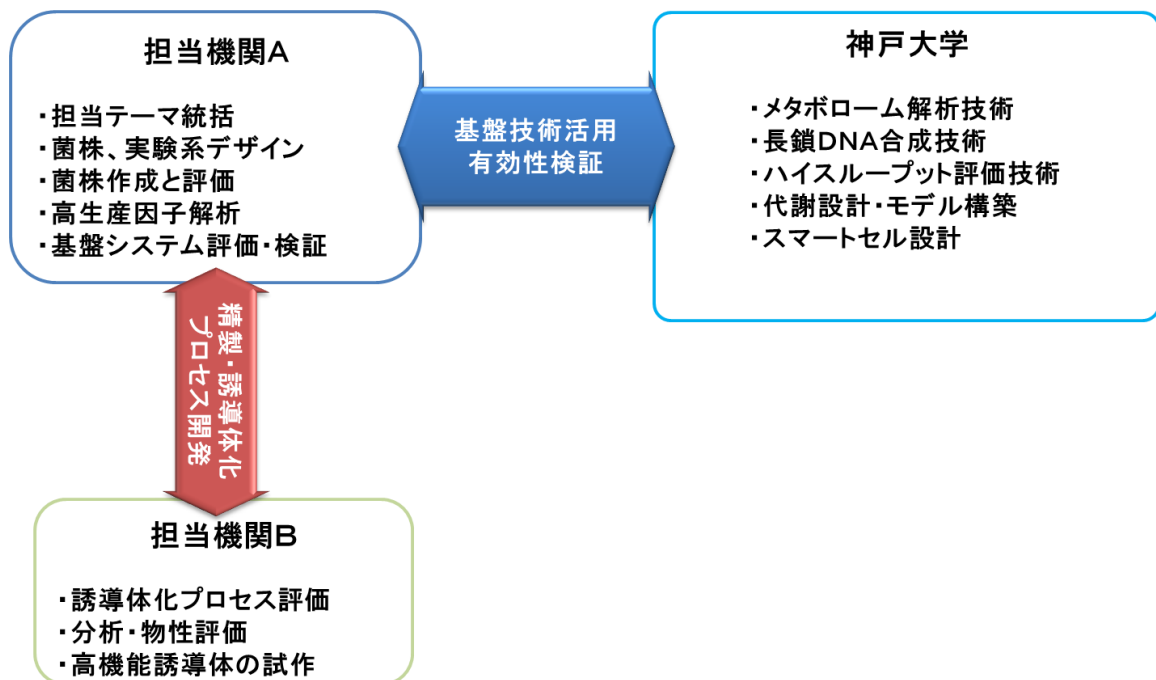 担当機関A
・担当テーマ統括
・菌株、実験系デザイン
・菌株作成と評価
・高生産因子解析
・基盤システム評価・検証
基盤技術活用
有効性検証
神戸大学
・メタボローム解析技術
・長鎖DNA合成技術
・ハイスループット評価技術
・代謝設計・モデル構築
・スマートセル設計
精製・誘導体化
プロセス開発
担当機関B
・誘導体化プロセス評価
・分析・物性評価
・高機能誘導体の試作